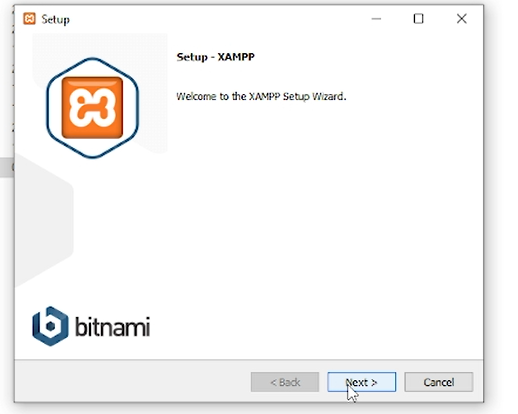 Setup
Setup - XAMPP
Welcome to the XAMPP Setup Wizard.
bitnami
< Back
Next >
Cancel